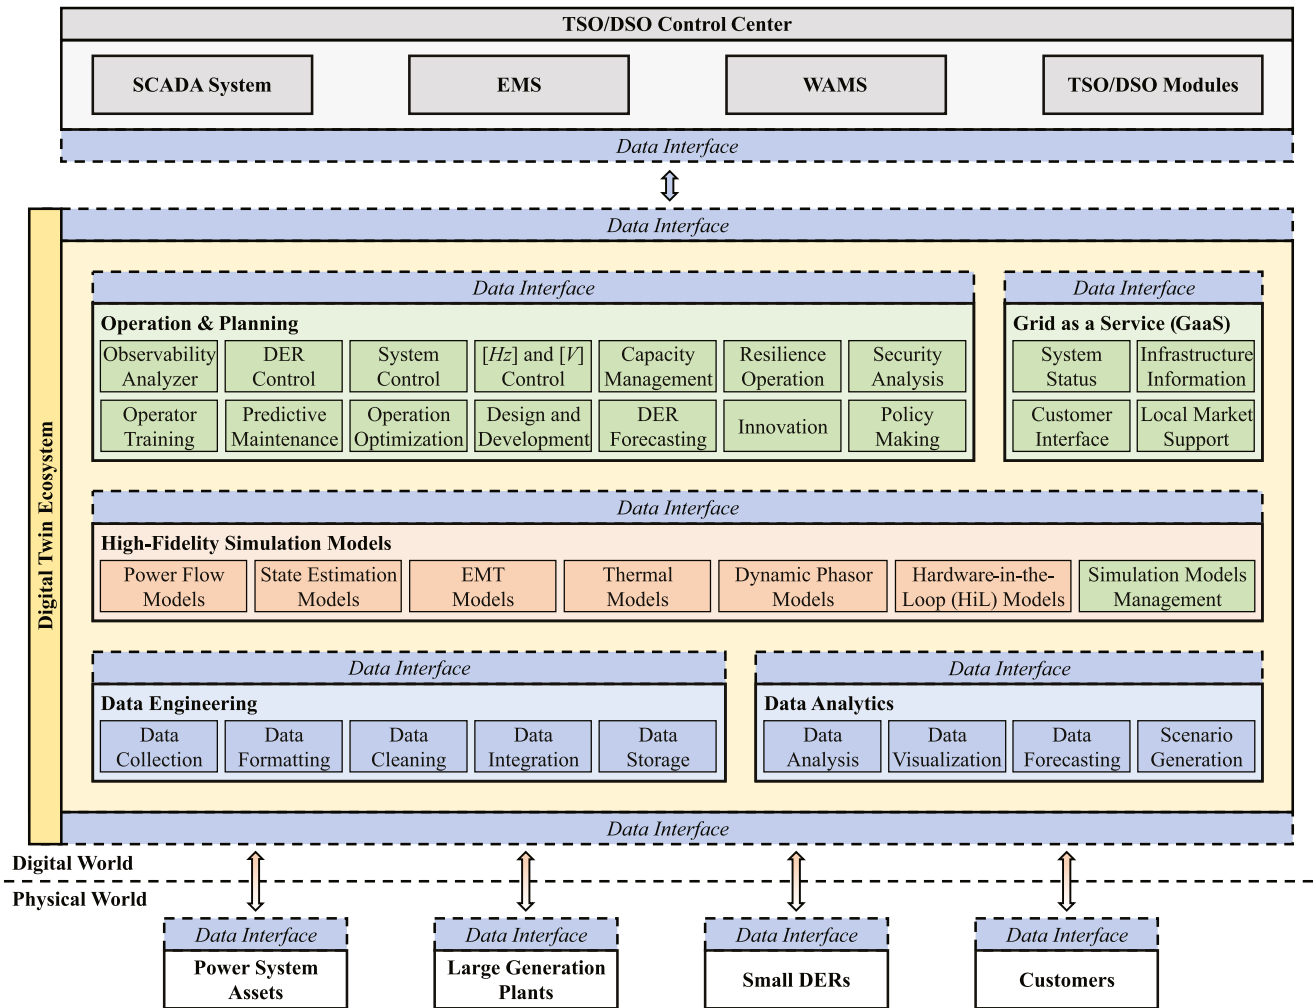 TSO/DSO Control Center
SCADA System
EMS
WAMS
TSO/DSO Modules
Data Interface
Data Interface
Digital Twin Ecosystem
Data Interface
Operation & Planning
Observability
Analyzer
DER
Control
System
Control
[Hz] and [V]
Control
Capacity
Management
Resilience
Operation
Security
Analysis
Operator
Training
Predictive
Maintenance
Operation
Optimization
Design and
Development
DER
Forecasting
Innovation
Policy
Making
Data Interface
Grid as a Service (GaaS)
System
Status
Infrastructure
Information
Customer
Interface
Local Market
Support
Data Interface
High-Fidelity Simulation Models
Power Flow
Models
State Estimation
Models
EMT
Models
Thermal
Models
Dynamic Phasor
Models
Hardware-in-the-
Loop (HiL) Models
Simulation Models
Management
Data Interface
Data Engineering
Data
Collection
Data
Formatting
Data
Cleaning
Data
Integration
Data
Storage
Data Interface
Data Analytics
Data
Analysis
Data
Visualization
Data
Forecasting
Scenario
Generation
Data Interface
Digital World
Physical World
Data Interface
Power System
Assets
Data Interface
Large Generation
Plants
Data Interface
Small DERs
Data Interface
Customers